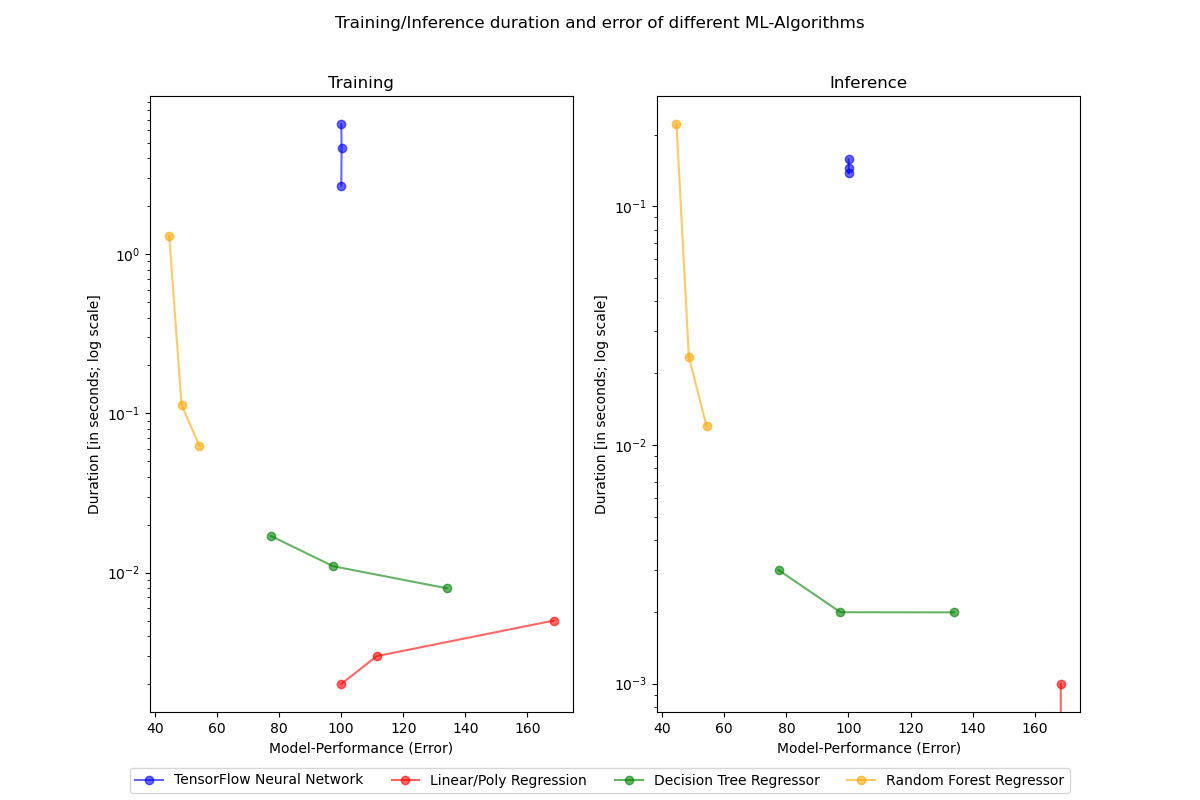 Training/Inference duration and error of different ML-Algorithms
Training
Duration [in seconds; log scale]
10⁰
10⁻¹
10⁻²
40 60 80 100 120 140 160
Model-Performance (Error)
Inference
Duration [in seconds; log scale]
10⁻¹
10⁻²
10⁻³
40 60 80 100 120 140 160
Model-Performance (Error)
TensorFlow Neural Network Linear/Poly Regression Decision Tree Regressor Random Forest Regressor